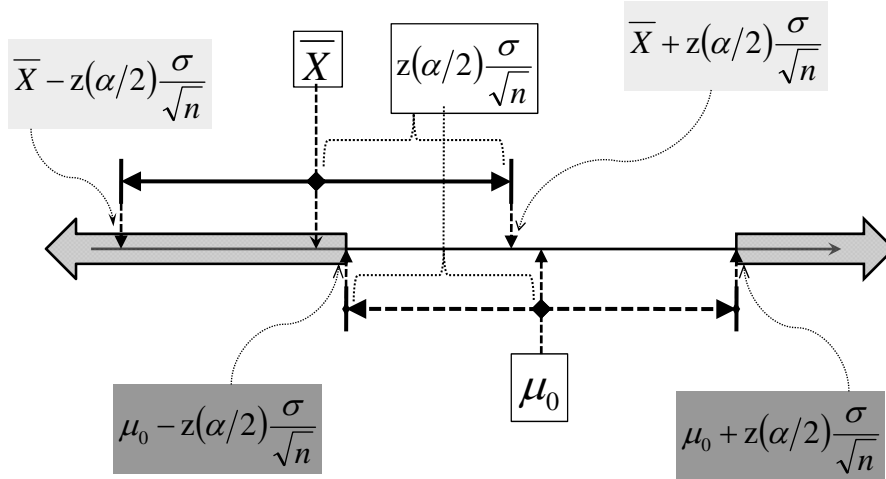 X̅ − z(α/2) σ/√n
X̅
z(α/2) σ/√n
X̅ + z(α/2) σ/√n
μ₀ − z(α/2) σ/√n
μ₀
μ₀ + z(α/2) σ/√n